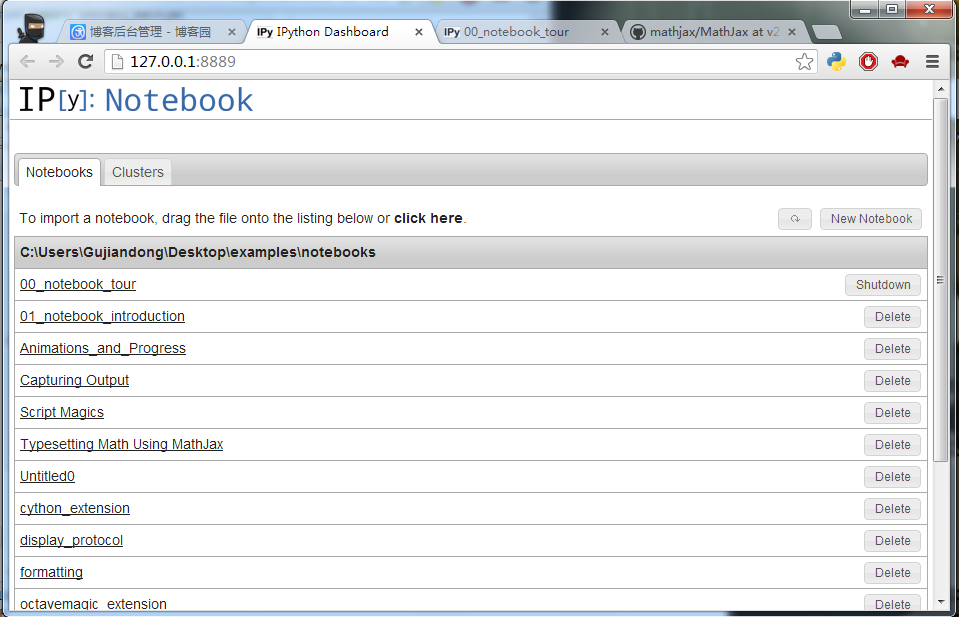 博客后台管理 - 博客园
IPy IPython Dashboard
IPy 00_notebook_tour
mathjax/MathJax at v2
127.0.0.1:8889
IP[y]: Notebook
Notebooks
Clusters
To import a notebook, drag the file onto the listing below or click here.
New Notebook
C:\Users\Gujiandong\Desktop\examples\notebooks
00_notebook_tour Shutdown
01_notebook_introduction Delete
Animations_and_Progress Delete
Capturing Output Delete
Script Magics Delete
Typesetting Math Using MathJax Delete
Untitled0 Delete
cython_extension Delete
display_protocol Delete
formatting Delete
octavemagic_extension Delete